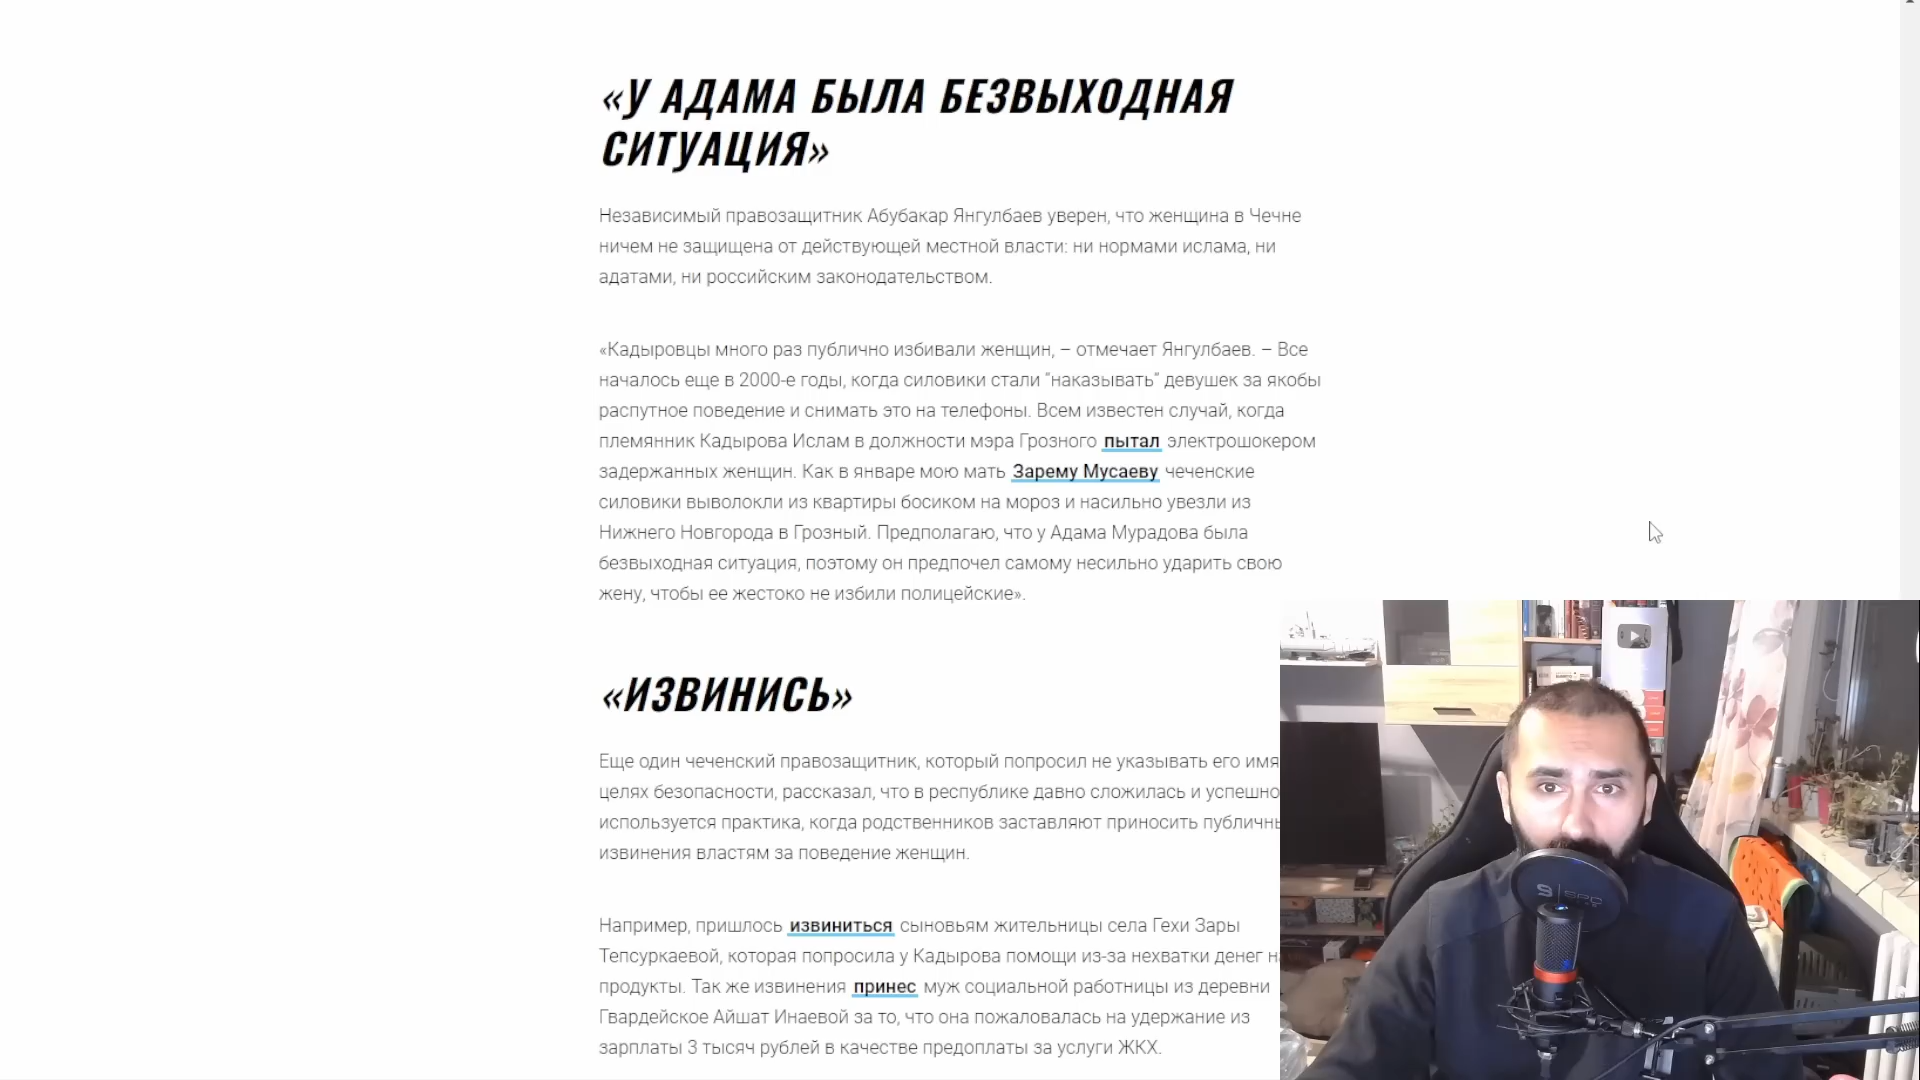 «У АДАМА БЫЛА БЕЗВЫХОДНАЯ
СИТУАЦИЯ»
Независимый правозащитник Абубакар Янгулбаев уверен, что женщина в Чечне
ничем не защищена от действующей местной власти: ни нормами ислама, ни
адатами, ни российским законодательством.
«Кадыровцы много раз публично избивали женщин, – отмечает Янгулбаев. – Все
началось еще в 2000-е годы, когда силовики стали "наказывать" девушек за якобы
распутное поведение и снимать это на телефоны. Всем известен случай, когда
племянник Кадырова Ислам в должности мэра Грозного пытал электрошокером
задержанных женщин. Как в январе мою мать Зарему Мусаеву чеченские
силовики выволокли из квартиры босиком на мороз и насильно увезли из
Нижнего Новгорода в Грозный. Предполагаю, что у Адама Мурадова была
безвыходная ситуация, поэтому он предпочел самому несильно ударить свою
жену, чтобы ее жестоко не избили полицейские».
«ИЗВИНИСЬ»
Еще один чеченский правозащитник, который попросил не указывать его имя
целях безопасности, рассказал, что в республике давно сложилась и успешно
используется практика, когда родственников заставляют приносить публичны
извинения властям за поведение женщин.
Например, пришлось извиниться сыновьям жительницы села Гехи Зары
Тепсуркаевой, которая попросила у Кадырова помощи из-за нехватки денег на
продукты. Так же извинения принес муж социальной работницы из деревни
Гвардейское Айшат Инаевой за то, что она пожаловалась на удержание из
зарплаты 3 тысяч рублей в качестве предоплаты за услуги ЖКХ.